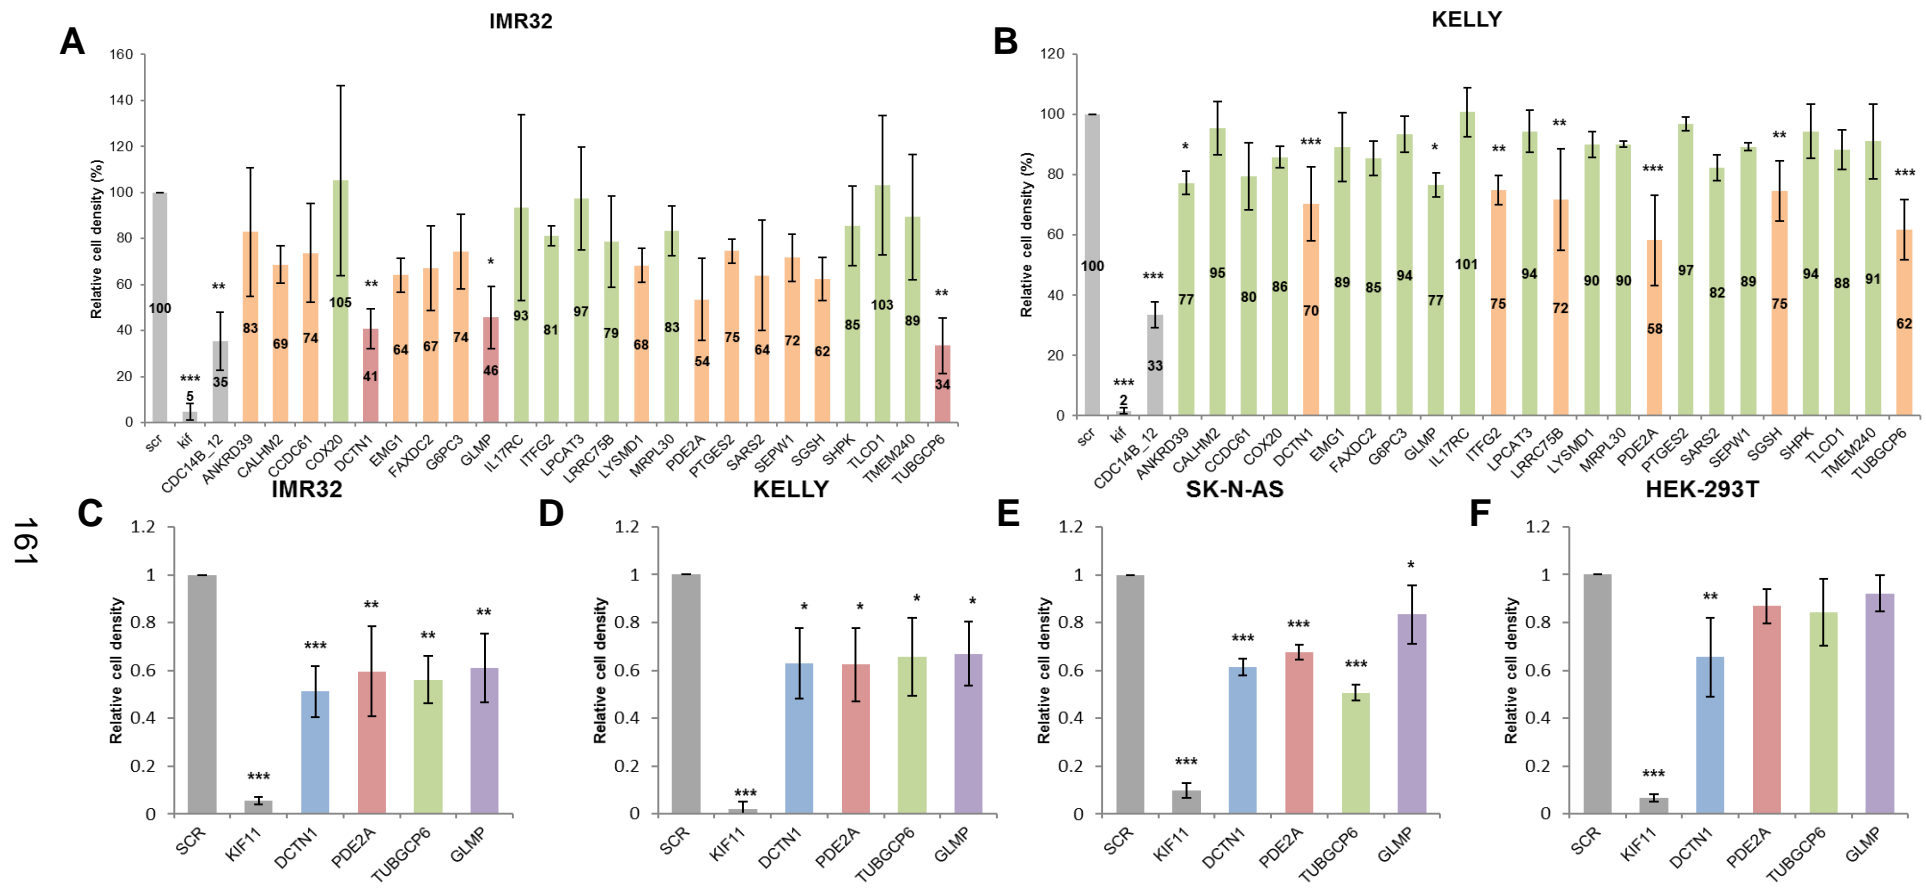 IMR32
A
Relative cell density (%)
160
140
120
100
80
60
40
20
0
100
***
5
**
35
83
69
74
105
**
41
64
67
74
*
46
93
81
97
79
68
83
54
75
64
72
62
85
103
89
**
34
scr
kif
CDC14B_12
ANKRD39
CALHM2
CCDC61
COX20
DCTN1
EMG1
FAXDC2
G6PC3
GLMP
IL17RC
ITFG2
LPCAT3
LRRC75B
LYSMD1
MRPL30
PDE2A
PTGES2
SARS2
SEPW1
SGSH
SHPK
TLCD1
TMEM240
TUBGCP6
KELLY
B
Relative cell density (%)
120
100
80
60
40
20
0
100
***
2
***
33
*
77
95
80
86
***
70
89
85
94
*
77
101
**
75
94
**
72
90
90
***
58
97
82
89
**
75
94
88
91
***
62
scr
kif
CDC14B_12
ANKRD39
CALHM2
CCDC61
COX20
DCTN1
EMG1
FAXDC2
G6PC3
GLMP
IL17RC
ITFG2
LPCAT3
LRRC75B
LYSMD1
MRPL30
PDE2A
PTGES2
SARS2
SEPW1
SGSH
SHPK
TLCD1
TMEM240
TUBGCP6
161
IMR32
C
Relative cell density
1.2
1
0.8
0.6
0.4
0.2
0
***
***
**
**
**
SCR
KIF11
DCTN1
PDE2A
TUBGCP6
GLMP
KELLY
D
Relative cell density
1.2
1
0.8
0.6
0.4
0.2
0
***
*
*
*
*
SCR
KIF11
DCTN1
PDE2A
TUBGCP6
GLMP
SK-N-AS
E
Relative cell density
1.2
1
0.8
0.6
0.4
0.2
0
***
***
***
***
*
SCR
KIF11
DCTN1
PDE2A
TUBGCP6
GLMP
HEK-293T
F
Relative cell density
1.2
1
0.8
0.6
0.4
0.2
0
***
**
SCR
KIF11
DCTN1
PDE2A
TUBGCP6
GLMP